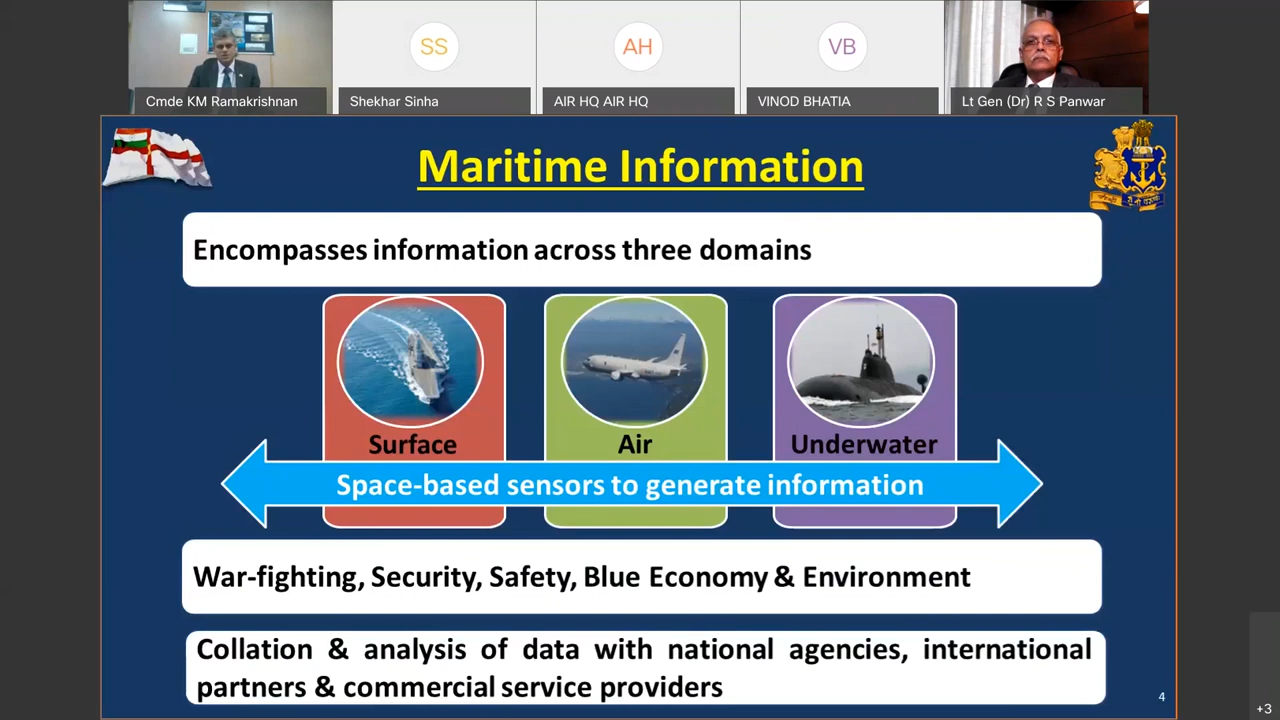 SS
AH
VB
Cmde KM Ramakrishnan
Shekhar Sinha
AIR HQ AIR HQ
VINOD BHATIA
Lt Gen (Dr) R S Panwar
Maritime Information
Encompasses information across three domains
Surface
Air
Underwater
Space-based sensors to generate information
War-fighting, Security, Safety, Blue Economy & Environment
Collation & analysis of data with national agencies, international
partners & commercial service providers
4
+3